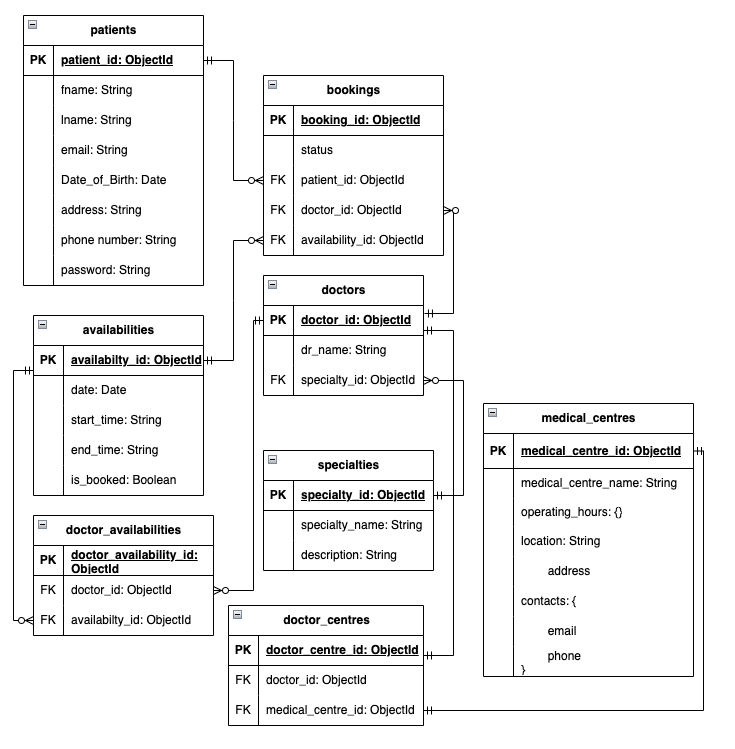 patients
PK patient_id: ObjectId
fname: String
lname: String
email: String
Date_of_Birth: Date
address: String
phone number: String
password: String
bookings
PK booking_id: ObjectId
status
FK patient_id: ObjectId
FK doctor_id: ObjectId
FK availability_id: ObjectId
doctors
PK doctor_id: ObjectId
dr_name: String
FK specialty_id: ObjectId
availabilities
PK availabilty_id: ObjectId
date: Date
start_time: String
end_time: String
is_booked: Boolean
medical_centres
PK medical_centre_id: ObjectId
medical_centre_name: String
operating_hours: {}
location: String
address
contacts: {
email
phone
}
specialties
PK specialty_id: ObjectId
specialty_name: String
description: String
doctor_availabilities
PK doctor_availability_id:
ObjectId
FK doctor_id: ObjectId
FK availabilty_id: ObjectId
doctor_centres
PK doctor_centre_id: ObjectId
FK doctor_id: ObjectId
FK medical_centre_id: ObjectId